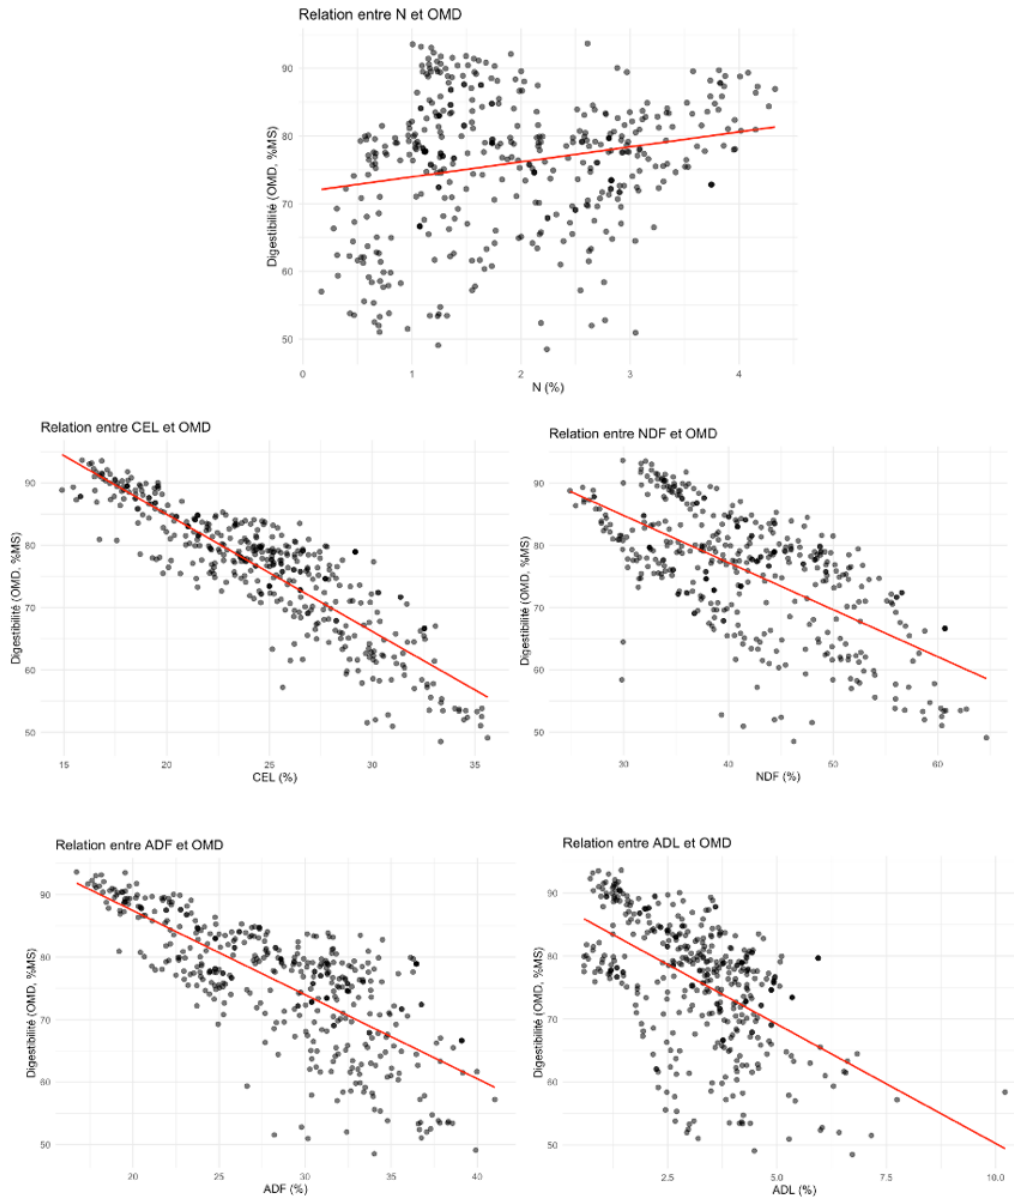 Relation entre N et OMD
Digestibilité (OMD, %MS)
90
80
70
60
50
0 1 2 3 4
N (%)
Relation entre CEL et OMD
Digestibilité (OMD, %MS)
90
80
70
60
50
15 20 25 30 35
CEL (%)
Relation entre NDF et OMD
Digestibilité (OMD, %MS)
90
80
70
60
50
30 40 50 60
NDF (%)
Relation entre ADF et OMD
Digestibilité (OMD, %MS)
90
80
70
60
50
20 25 30 35 40
ADF (%)
Relation entre ADL et OMD
Digestibilité (OMD, %MS)
90
80
70
60
50
2.5 5.0 7.5 10.0
ADL (%)